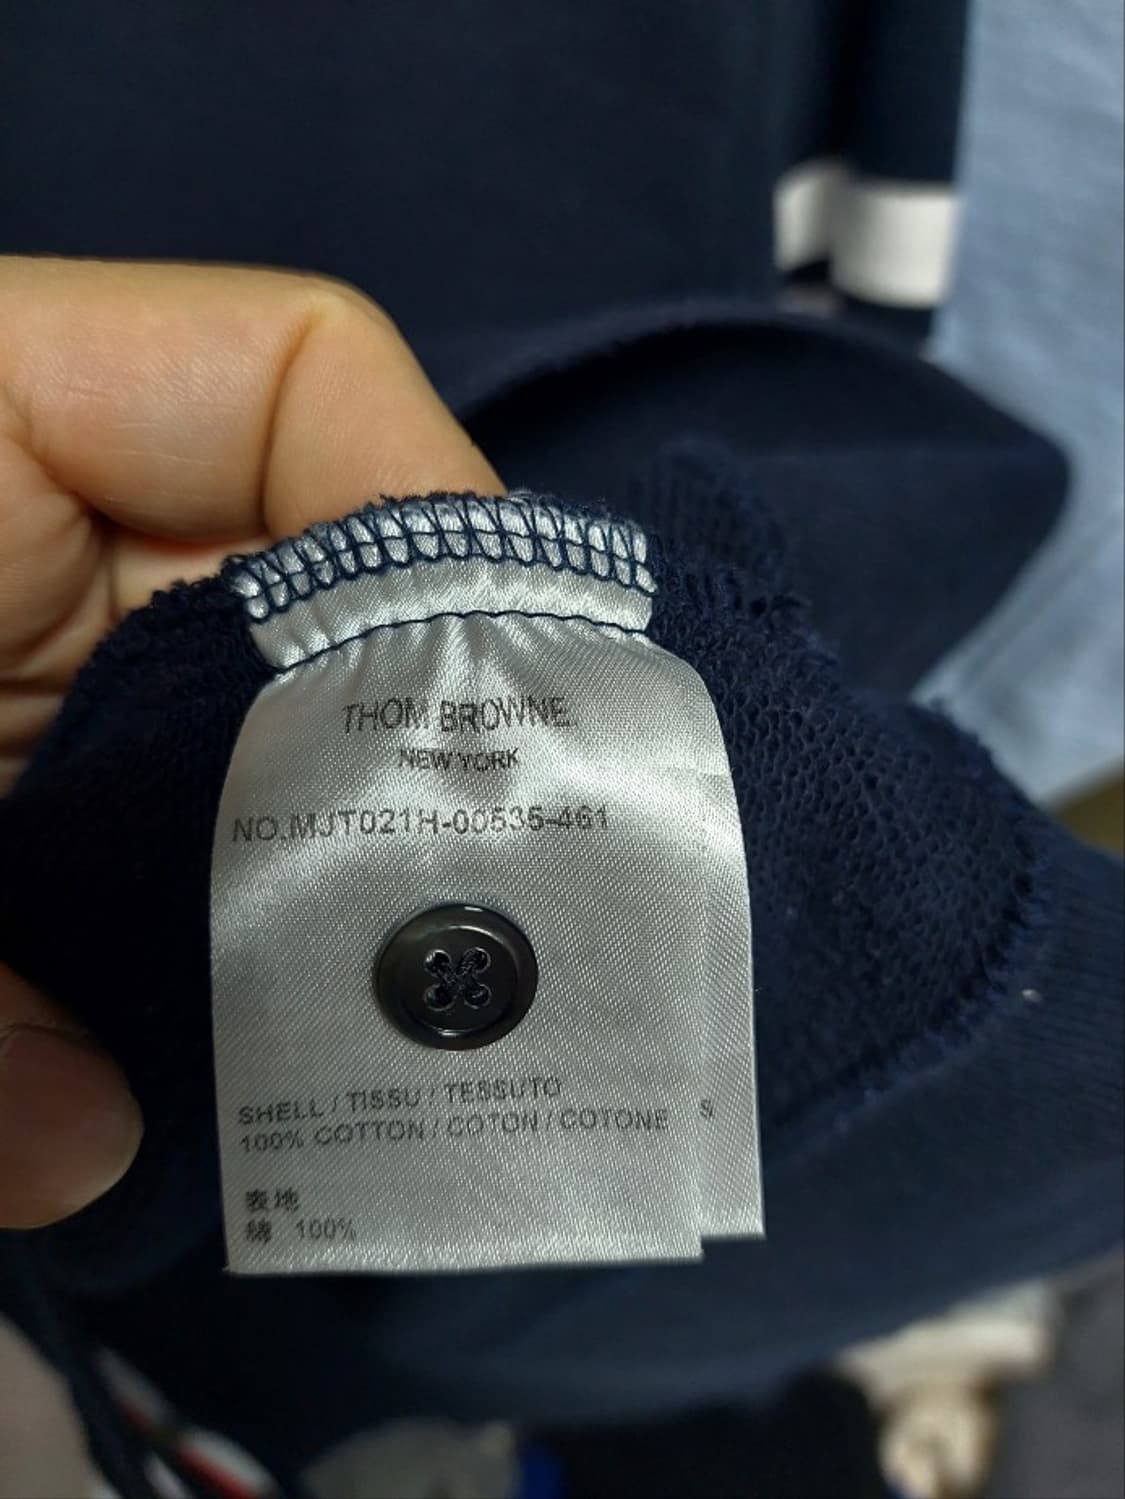 THOM BROWNE.
NEW YORK
NO.MJT021H-00535-461
SHELL / TISSU / TESSUTO
100% COTTON / COTON / COTONE
表地
綿 100%